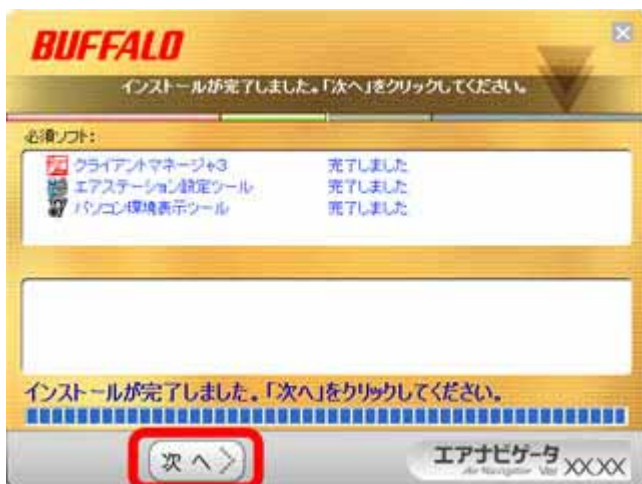 BUFFALO
インストールが完了しました。「次へ」をクリックしてください。
必須ソフト:
クライアントマネージャ3 完了しました
エアステーション設定ツール 完了しました
パソコン環境表示ツール 完了しました
インストールが完了しました。「次へ」をクリックしてください。
次へ
エアナビゲータ
Air Navigator Ver XX.XX